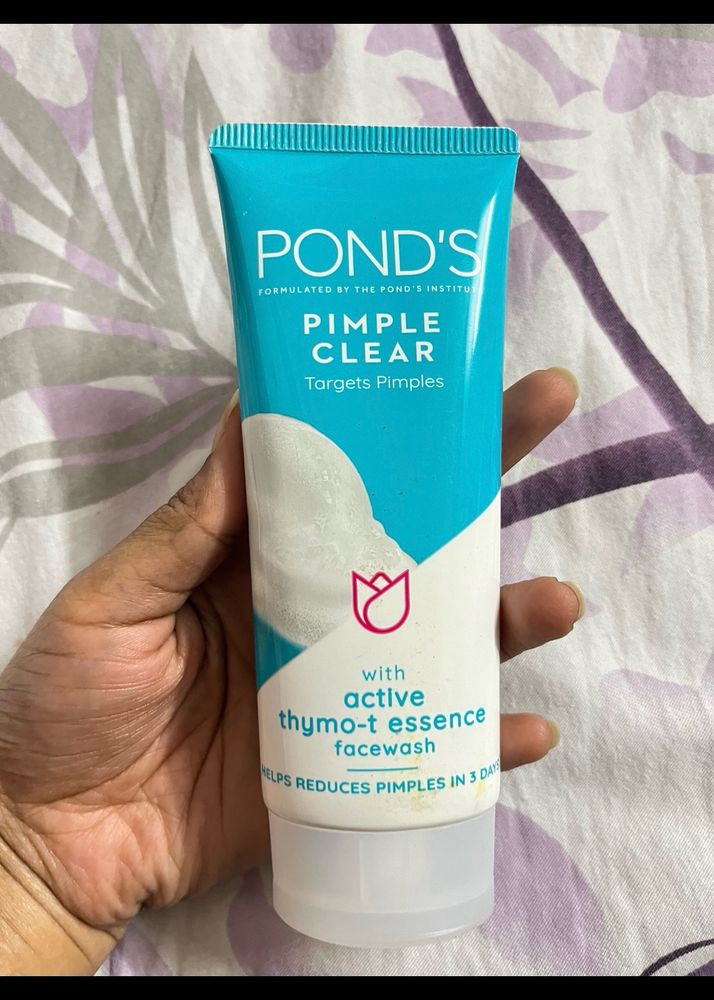 POND'S
FORMULATED BY THE POND'S INSTITUT
PIMPLE
CLEAR
Targets Pimples
with
active
thymo-t essence
facewash
HELPS REDUCES PIMPLES IN 3 DAYS